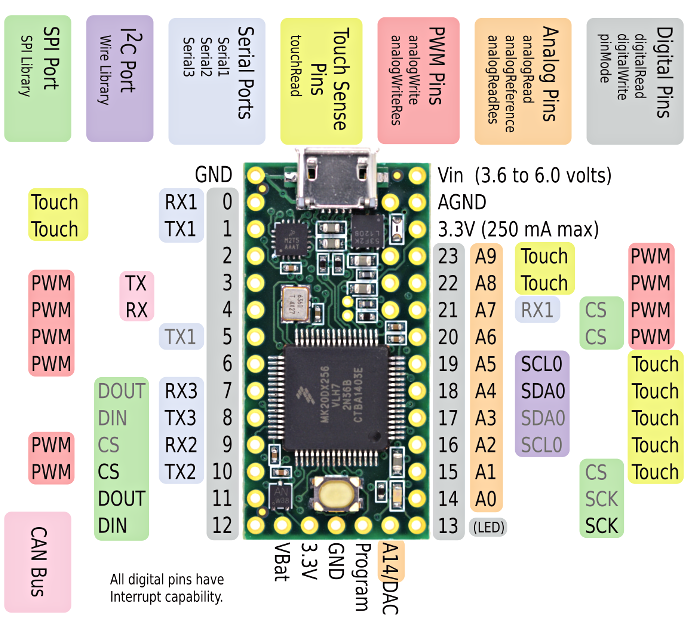 SPI Port
SPI Library
I²C Port
Wire Library
Serial Ports
Serial1
Serial2
Serial3
Touch Sense
Pins
touchRead
PWM Pins
analogWrite
analogWriteRes
Analog Pins
analogRead
analogReference
analogReadRes
Digital Pins
digitalRead
digitalWrite
pinMode
GND Vin (3.6 to 6.0 volts)
Touch RX1 0 AGND
Touch TX1 1 3.3V (250 mA max)
2 23 A9 Touch PWM
PWM TX 3 22 A8 Touch PWM
PWM RX 4 21 A7 RX1 CS PWM
PWM TX1 5 20 A6 CS PWM
PWM 6 19 A5 SCL0 Touch
DOUT RX3 7 18 A4 SDA0 Touch
DIN TX3 8 17 A3 SDA0 Touch
PWM CS RX2 9 16 A2 SCL0 Touch
PWM CS TX2 10 15 A1 CS Touch
DOUT 11 14 A0 SCK
DIN 12 13 (LED) SCK
MK20DX256
VLH7
2N36B
CTBA1403E
VBat
3.3V
GND
Program
A14/DAC
CAN Bus
All digital pins have
Interrupt capability.